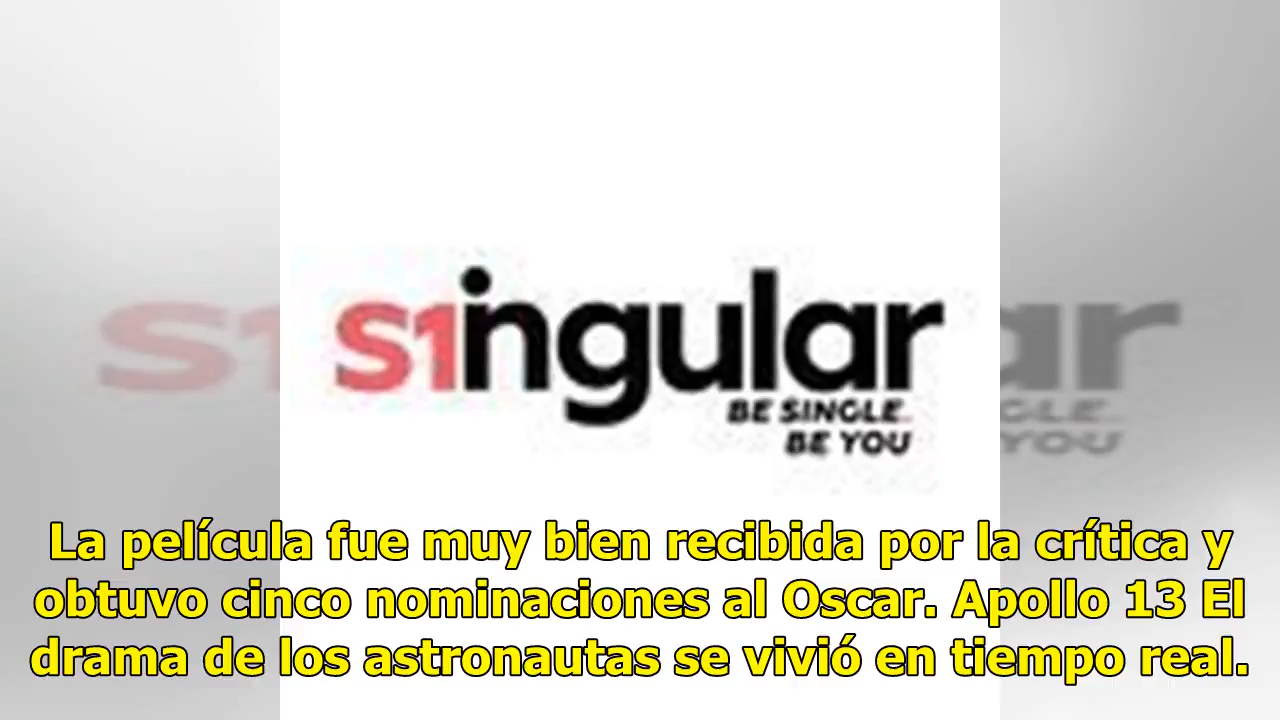 s1ingular
BE SINGLE.
BE YOU
La película fue muy bien recibida por la crítica y
obtuvo cinco nominaciones al Oscar. Apollo 13 El
drama de los astronautas se vivió en tiempo real.